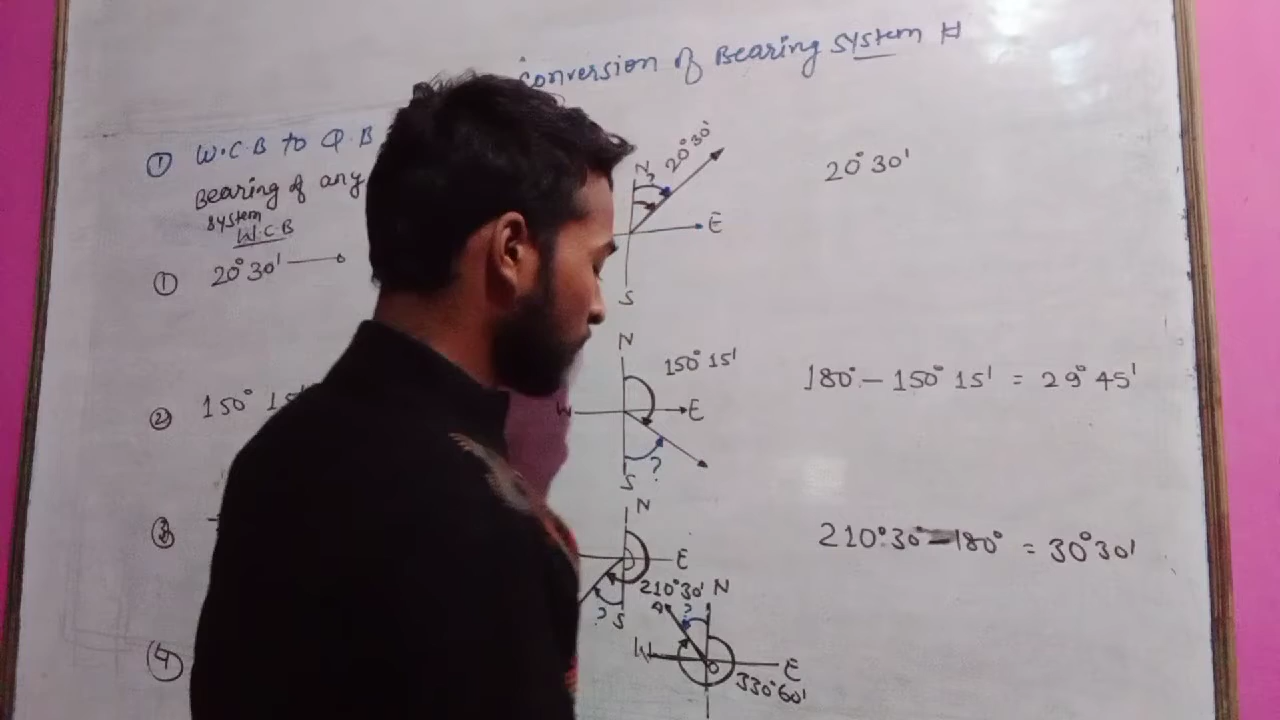 Conversion of Bearing System #
① W.C.B to Q.B
Bearing of any
System
W.C.B
① 20°30'
N
20°30'
E
S
20°30'
② 150° 15'
N
150° 15'
W
E
?
S
180° - 150° 15' = 29° 45'
③
N
E
210°30'
? S
210°30' - 180° = 30°30'
④
N
?
W
E
330°60'